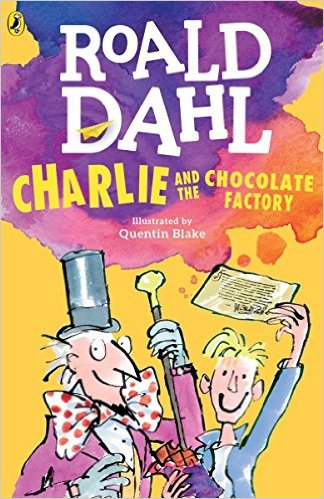 ROALD
DAHL
CHARLIE AND THE CHOCOLATE FACTORY
Illustrated by
Quentin Blake